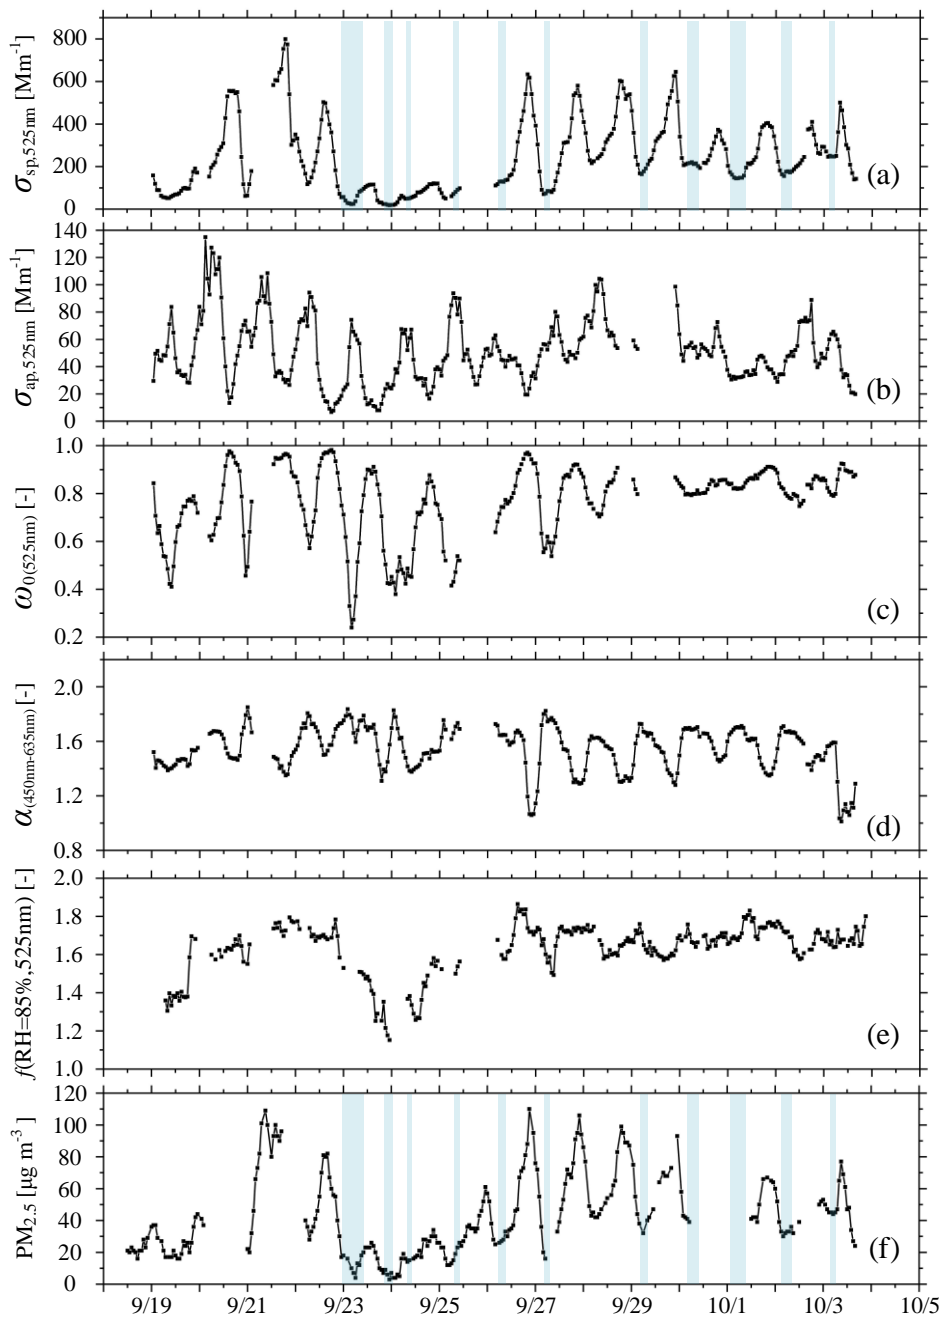 800
600
400
200
0
σsp,525nm [Mm-1]
(a)
140
120
100
80
60
40
20
0
σap,525nm [Mm-1]
(b)
1.0
0.8
0.6
0.4
0.2
ω0(525nm) [-]
(c)
2.0
1.6
1.2
0.8
α(450nm-635nm) [-]
(d)
2.0
1.8
1.6
1.4
1.2
1.0
f(RH=85%,525nm) [-]
(e)
120
100
80
60
40
20
0
PM2.5 [μg m-3]
(f)
9/19 9/21 9/23 9/25 9/27 9/29 10/1 10/3 10/5